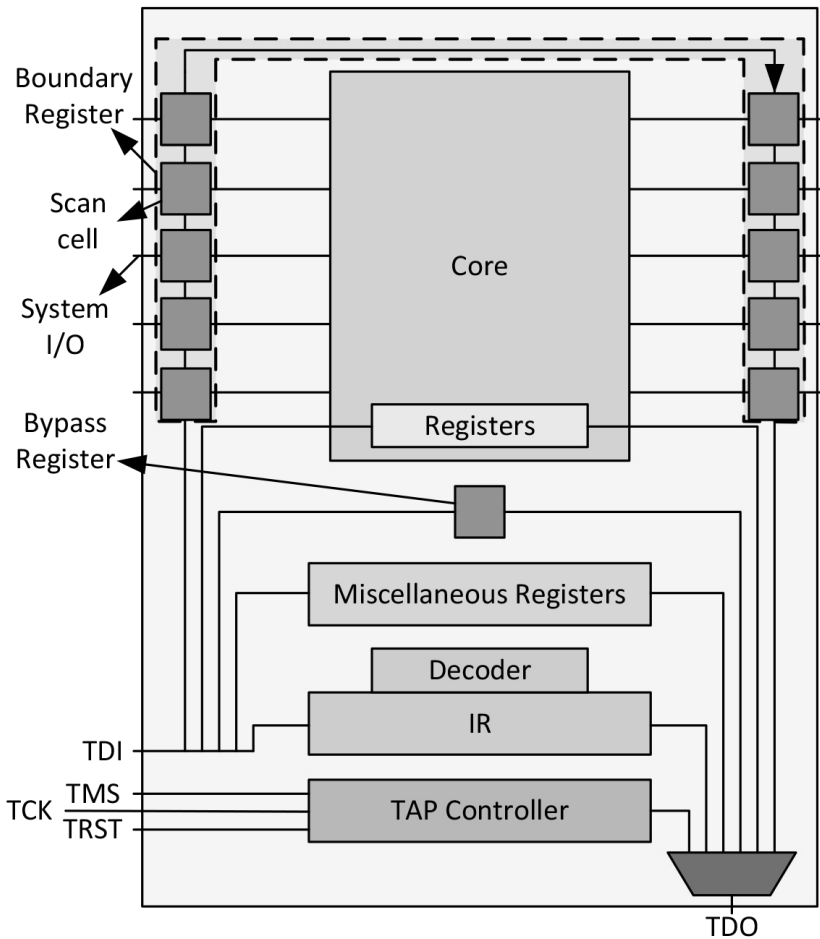 Boundary
Register
Scan
cell
System
I/O
Core
Bypass
Register
Registers
Miscellaneous Registers
Decoder
IR
TDI
TMS
TCK
TRST
TAP Controller
TDO